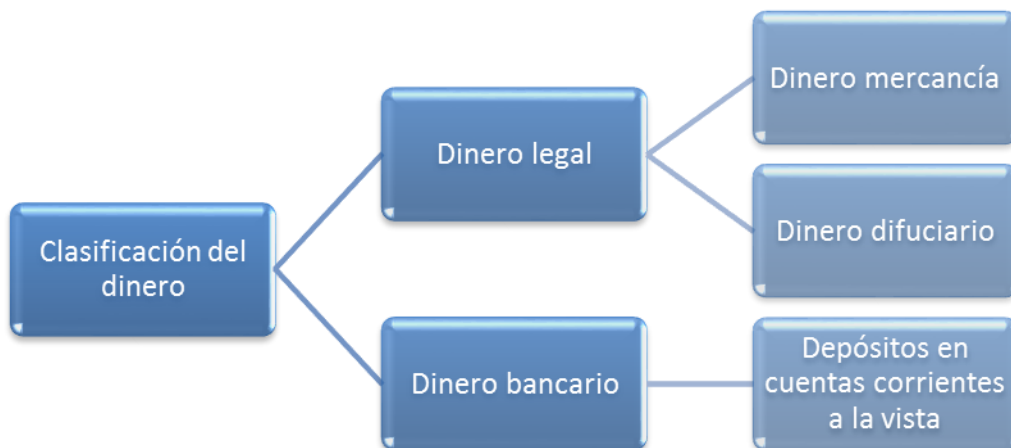 Clasificación del
dinero
Dinero legal
Dinero mercancía
Dinero difuciario
Dinero bancario
Depósitos en
cuentas corrientes
a la vista